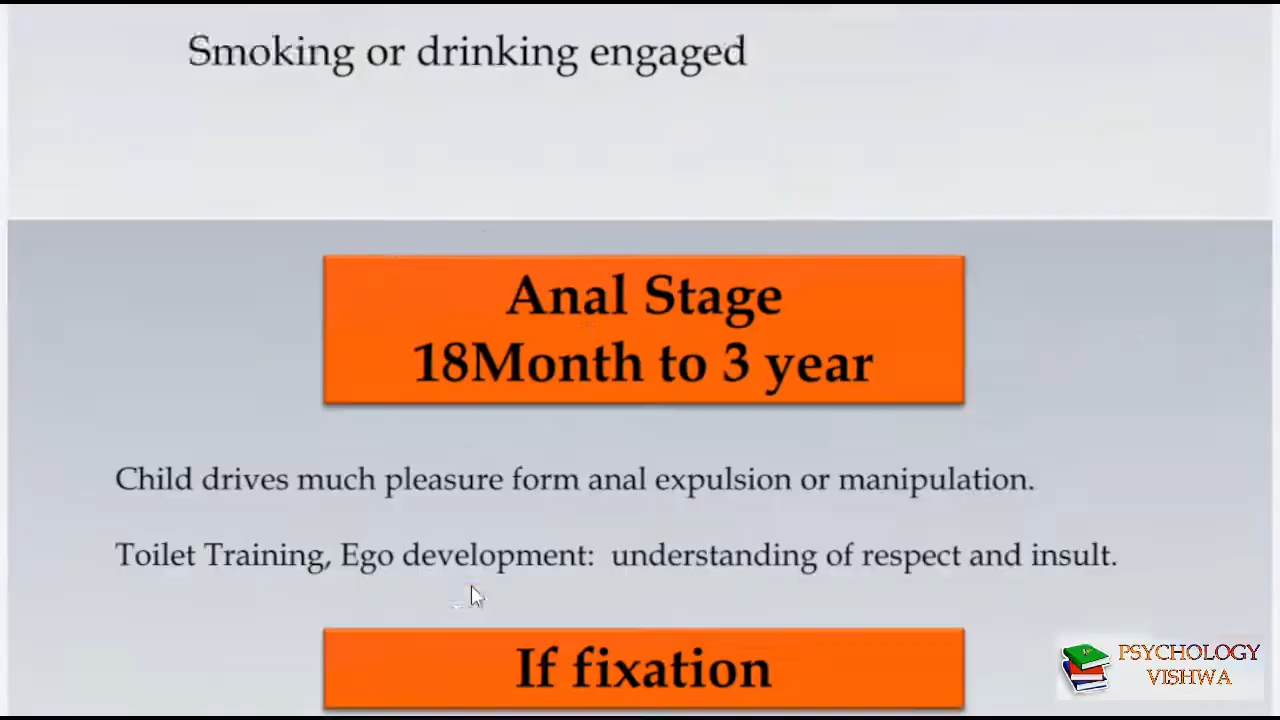 Smoking or drinking engaged
Anal Stage
18Month to 3 year
Child drives much pleasure form anal expulsion or manipulation.
Toilet Training, Ego development:  understanding of respect and insult.
If fixation
PSYCHOLOGY
VISHWA